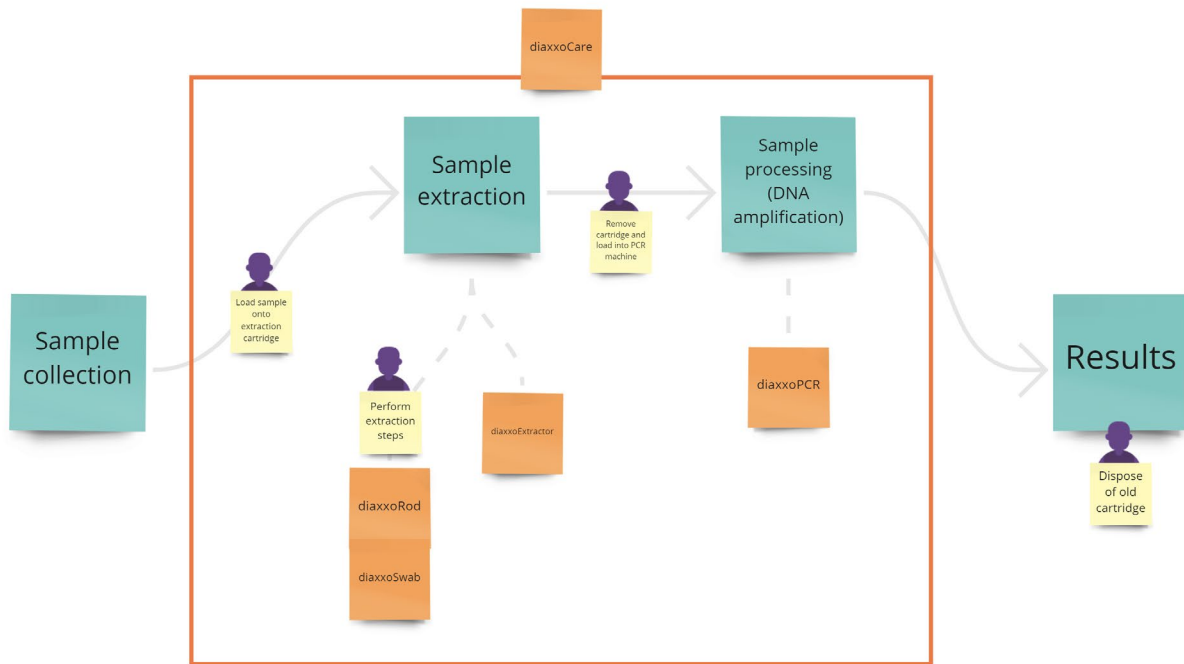 diaxxoCare
Sample
extraction
Sample
processing
(DNA
amplification)
Remove
cartridge and
load into PCR
machine
Load sample
onto
extraction
cartridge
Sample
collection
Results
Perform
extraction
steps
diaxxoExtractor
diaxxoPCR
Dispose
of old
cartridge
diaxxoRod
diaxxoSwab